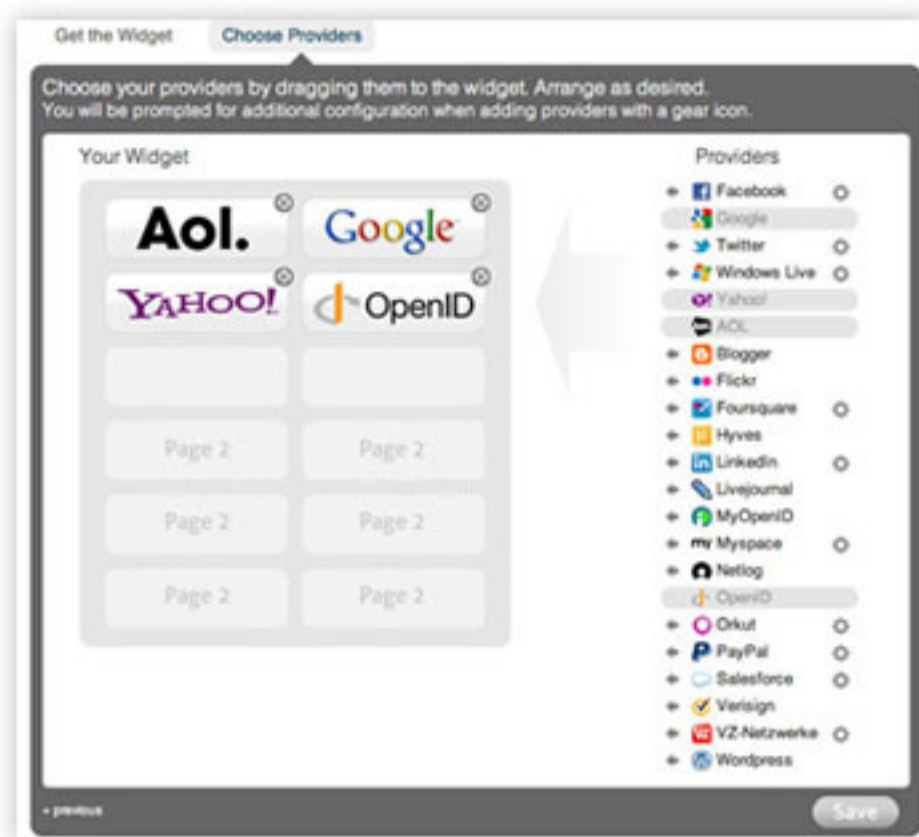 Get the Widget Choose Providers
Choose your providers by dragging them to the widget. Arrange as desired.
You will be prompted for additional configuration when adding providers with a gear icon.
Your Widget
Aol. Google
YAHOO! OpenID
Page 2 Page 2
Page 2 Page 2
Page 2 Page 2
Providers
Facebook
Google
Twitter
Windows Live
Yahoo!
AOL
Blogger
Flickr
Foursquare
Hyves
LinkedIn
Livejournal
MyOpenID
my Myspace
Netlog
OpenID
Orkut
PayPal
Salesforce
Verisign
VZ-Netzwerke
Wordpress
« previous
Save